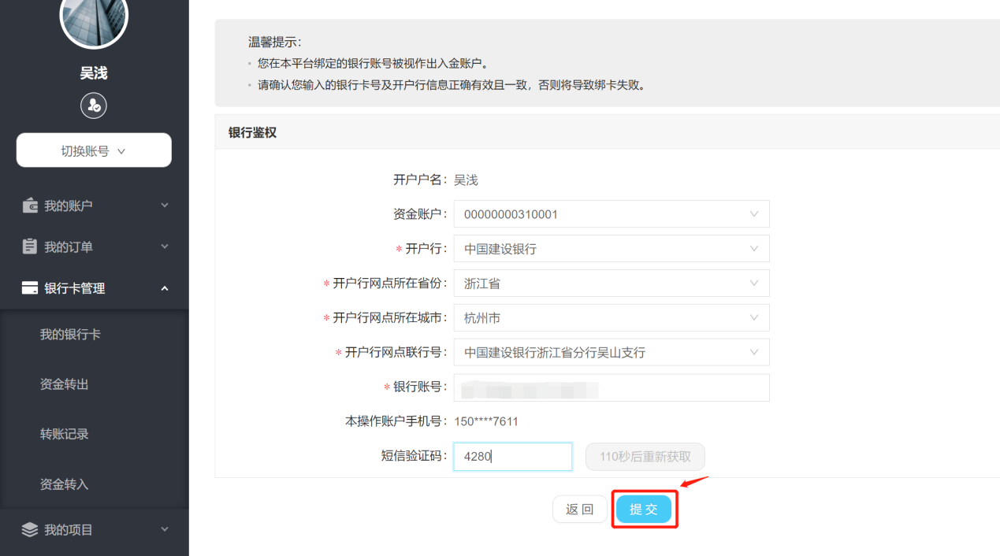 吴浅
切换账号
我的账户
我的订单
银行卡管理
我的银行卡
资金转出
转账记录
资金转入
我的项目
温馨提示：
您在本平台绑定的银行账号被视作出入金账户。
请确认您输入的银行卡号及开户行信息正确有效且一致，否则将导致绑卡失败。
银行鉴权
开户户名： 吴浅
资金账户： 00000000310001
* 开户行： 中国建设银行
* 开户行网点所在省份： 浙江省
* 开户行网点所在城市： 杭州市
* 开户行网点联行号： 中国建设银行浙江省分行吴山支行
* 银行账号：
本操作账户手机号： 150****7611
短信验证码： 4280 110秒后重新获取
返 回 提 交